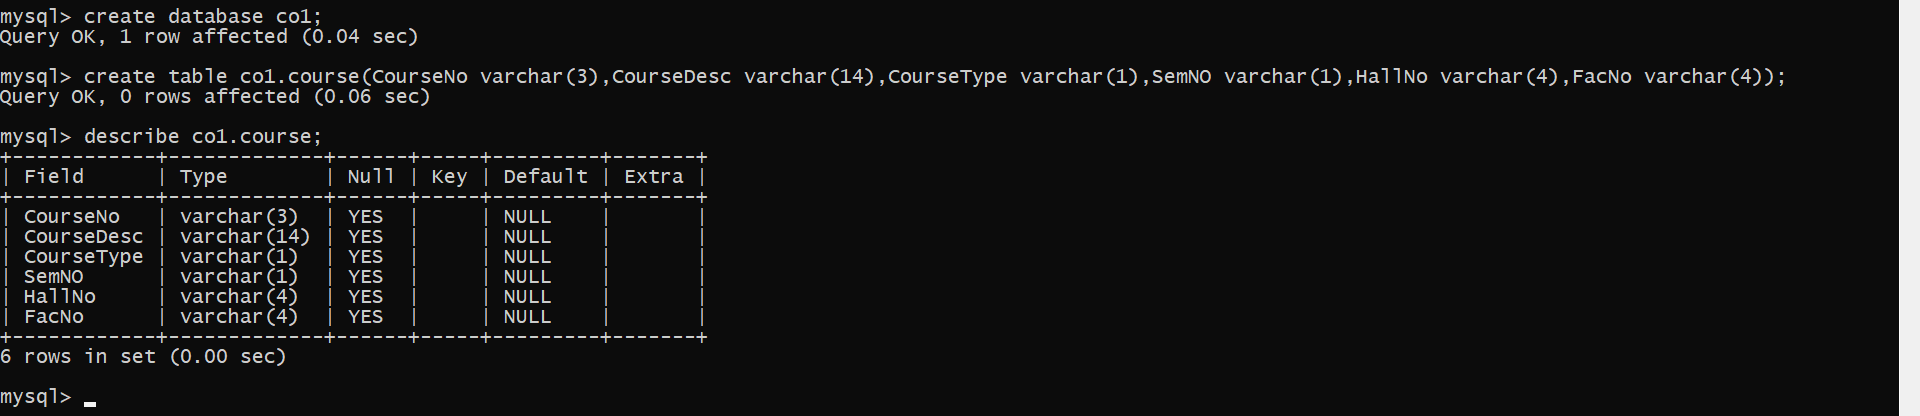 mysql> create database co1;
Query OK, 1 row affected (0.04 sec)

mysql> create table co1.course(CourseNo varchar(3),CourseDesc varchar(14),CourseType varchar(1),SemNO varchar(1),HallNo varchar(4),FacNo varchar(4));
Query OK, 0 rows affected (0.06 sec)

mysql> describe co1.course;
+------------+-------------+------+-----+---------+-------+
| Field      | Type        | Null | Key | Default | Extra |
+------------+-------------+------+-----+---------+-------+
| CourseNo   | varchar(3)  | YES  |     | NULL    |       |
| CourseDesc | varchar(14) | YES  |     | NULL    |       |
| CourseType | varchar(1)  | YES  |     | NULL    |       |
| SemNO      | varchar(1)  | YES  |     | NULL    |       |
| HallNo     | varchar(4)  | YES  |     | NULL    |       |
| FacNo      | varchar(4)  | YES  |     | NULL    |       |
+------------+-------------+------+-----+---------+-------+
6 rows in set (0.00 sec)

mysql> _